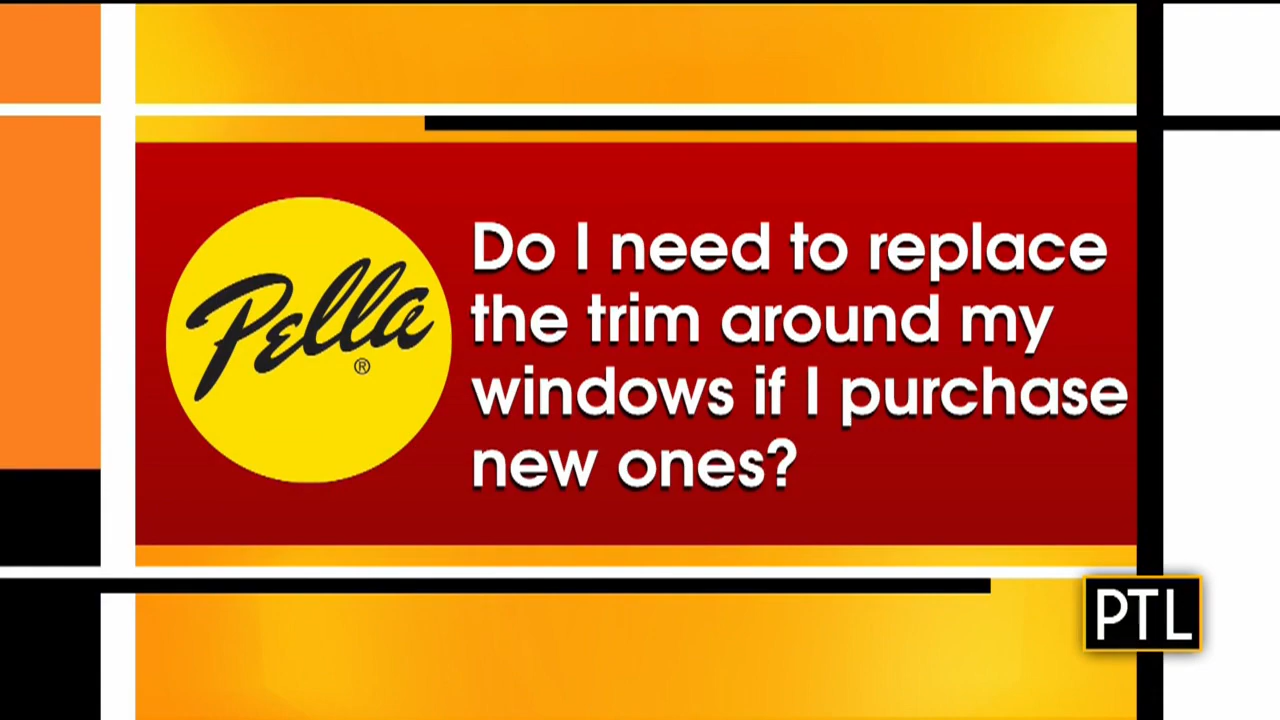 Pella
®
Do I need to replace
the trim around my
windows if I purchase
new ones?
PTL